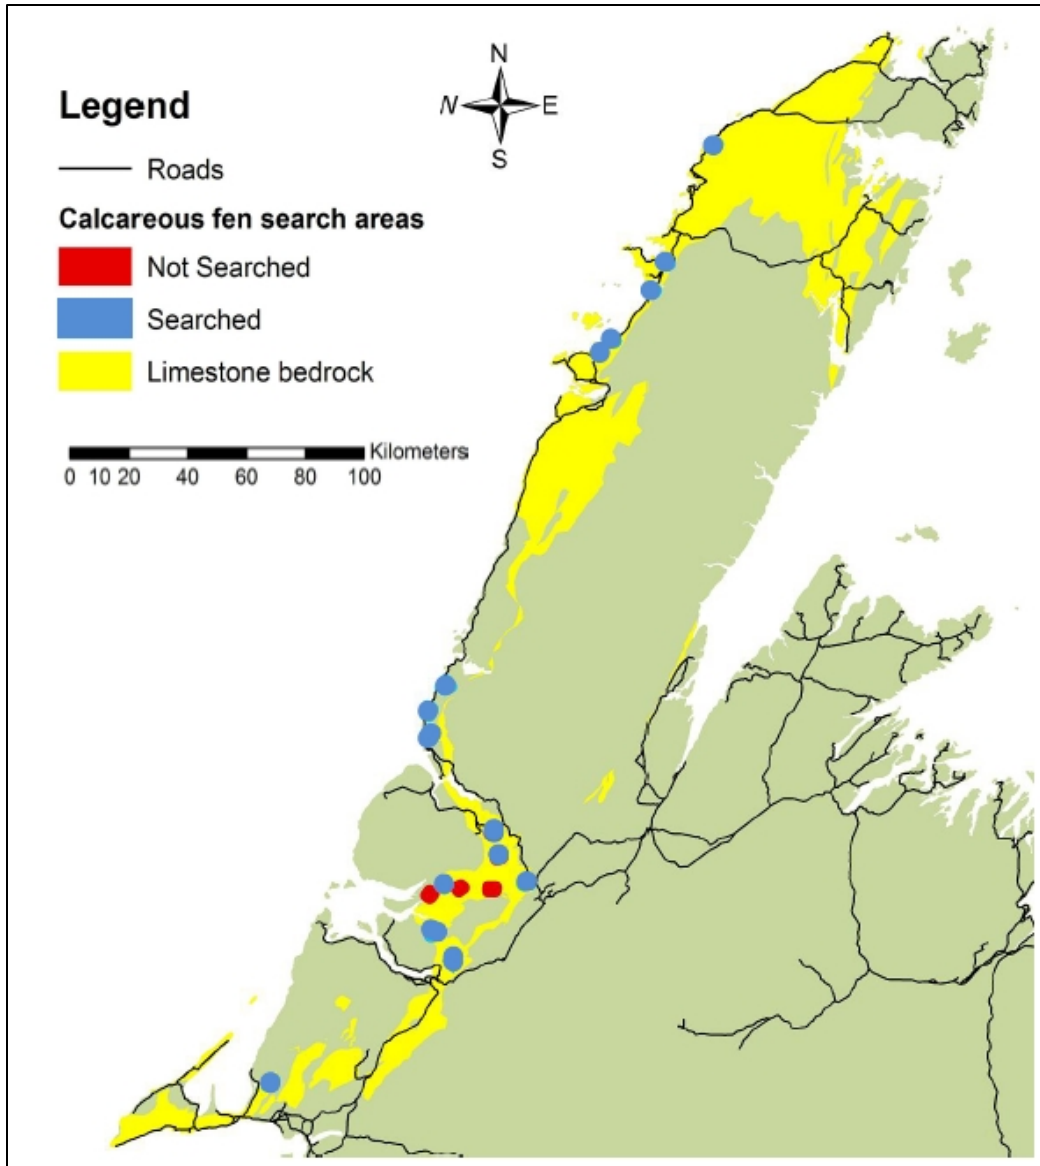 N
N E
S
Legend
Roads
Calcareous fen search areas
Not Searched
Searched
Limestone bedrock
Kilometers
0 10 20 40 60 80 100